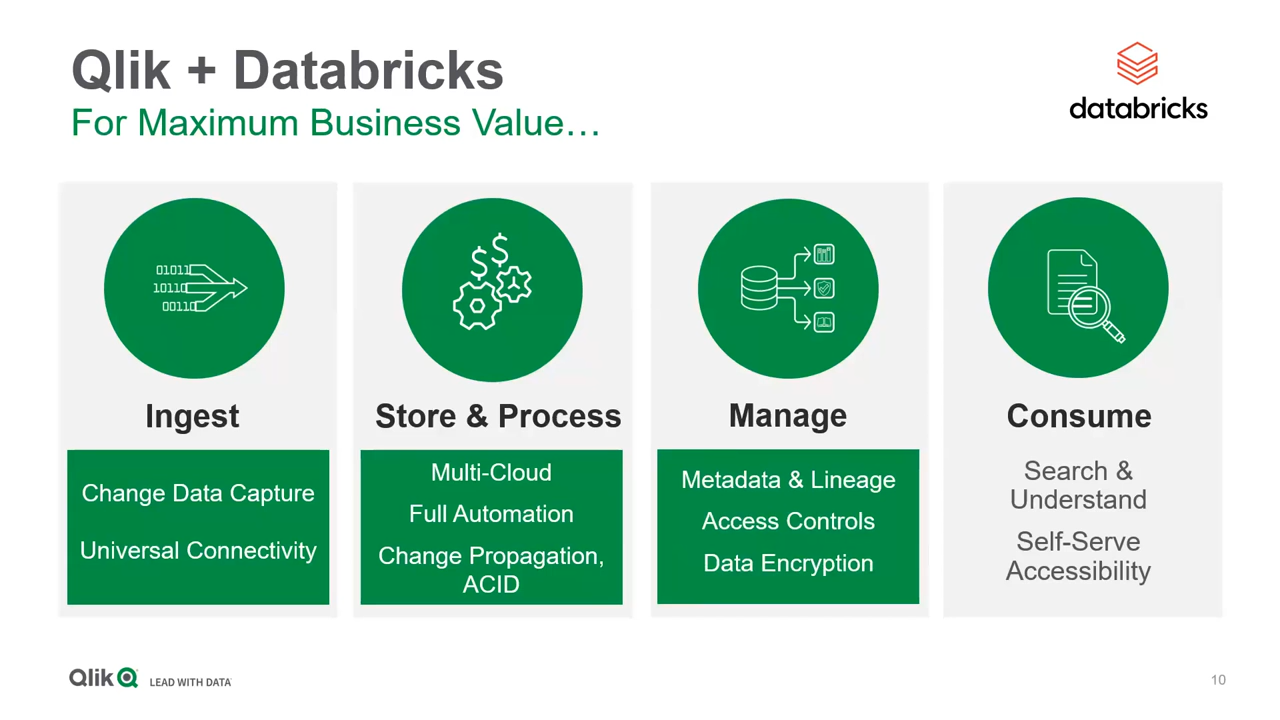 Qlik + Databricks
For Maximum Business Value…
databricks
01011
10110
00110
$ $
Ingest
Change Data Capture
Universal Connectivity
Store & Process
Multi-Cloud
Full Automation
Change Propagation,
ACID
Manage
Metadata & Lineage
Access Controls
Data Encryption
Consume
Search &
Understand
Self-Serve
Accessibility
Qlik
LEAD WITH DATA
10